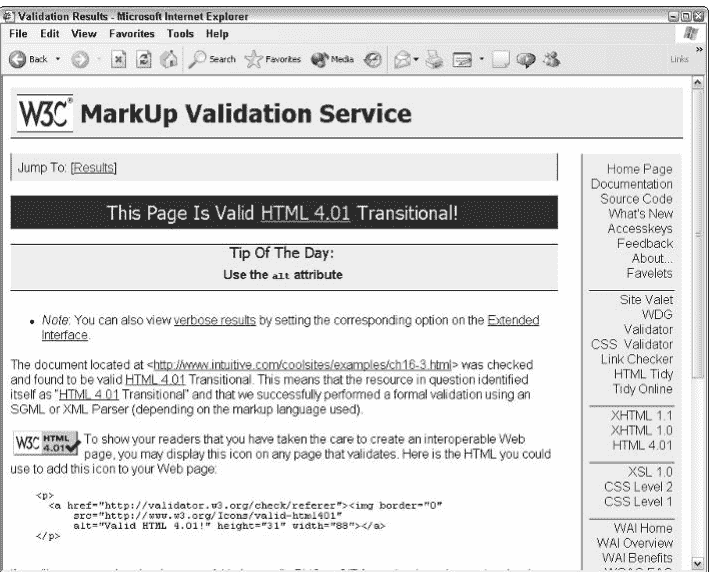 Validation Results - Microsoft Internet Explorer
File Edit View Favorites Tools Help
Back Search Favorites Media Links
W3C® MarkUp Validation Service
Jump To: [Results]
This Page Is Valid HTML 4.01 Transitional!
Tip Of The Day:
Use the alt attribute
• Note: You can also view verbose results by setting the corresponding option on the Extended
Interface.
The document located at <http://www.intuitive.com/coolsites/examples/ch16-3.html> was checked
and found to be valid HTML 4.01 Transitional. This means that the resource in question identified
itself as "HTML 4.01 Transitional" and that we successfully performed a formal validation using an
SGML or XML Parser (depending on the markup language used).
W3C HTML 4.01 To show your readers that you have taken the care to create an interoperable Web
page, you may display this icon on any page that validates. Here is the HTML you could
use to add this icon to your Web page:
<p>
<a href="http://validator.w3.org/check/referer"><img border="0"
src="http://www.w3.org/Icons/valid-html401"
alt="Valid HTML 4.01!" height="31" width="88"></a>
</p>
Home Page
Documentation
Source Code
What's New
Accesskeys
Feedback
About...
Favelets
Site Valet
WDG
Validator
CSS Validator
Link Checker
HTML Tidy
Tidy Online
XHTML 1.1
XHTML 1.0
HTML 4.01
XSL 1.0
CSS Level 2
CSS Level 1
WAI Home
WAI Overview
WAI Benefits